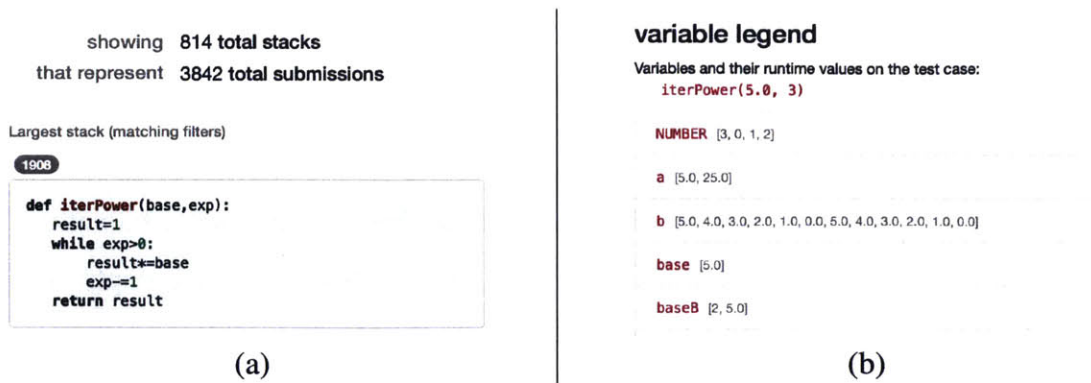 showing 814 total stacks
that represent 3842 total submissions
Largest stack (matching filters)
1906
def iterPower(base,exp):
result=1
while exp>0:
result*=base
exp-=1
return result
(a)
variable legend
Variables and their runtime values on the test case:
iterPower(5.0, 3)
NUMBER [3, 0, 1, 2]
a [5.0, 25.0]
b [5.0, 4.0, 3.0, 2.0, 1.0, 0.0, 5.0, 4.0, 3.0, 2.0, 1.0, 0.0]
base [5.0]
baseB [2, 5.0]
(b)